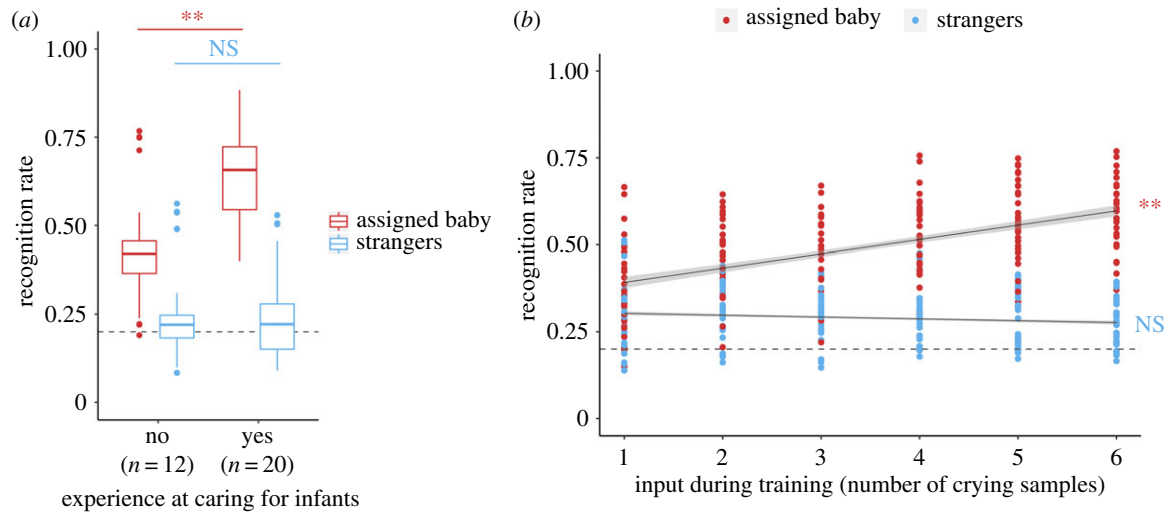 (a)
**
NS
1.00
0.75
0.50
0.25
0
recognition rate
assigned baby
strangers
no
yes
(n = 12)
(n = 20)
experience at caring for infants
(b)
assigned baby
strangers
1.00
0.75
0.50
0.25
0
recognition rate
**
NS
1 2 3 4 5 6
input during training (number of crying samples)